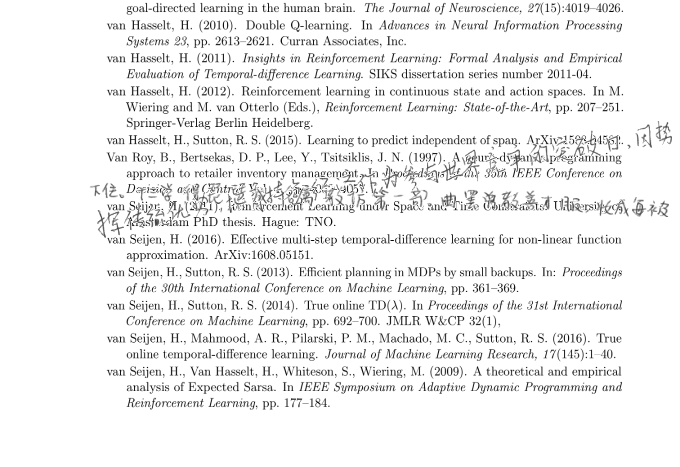 goal-directed learning in the human brain. The Journal of Neuroscience, 27(15):4019–4026.
van Hasselt, H. (2010). Double Q-learning. In Advances in Neural Information Processing
Systems 23, pp. 2613–2621. Curran Associates, Inc.
van Hasselt, H. (2011). Insights in Reinforcement Learning: Formal Analysis and Empirical
Evaluation of Temporal-difference Learning. SIKS dissertation series number 2011-04.
van Hasselt, H. (2012). Reinforcement learning in continuous state and action spaces. In M.
Wiering and M. van Otterlo (Eds.), Reinforcement Learning: State-of-the-Art, pp. 207–251.
Springer-Verlag Berlin Heidelberg.
van Hasselt, H., Sutton, R. S. (2015). Learning to predict independent of span. ArXiv:1508.04582.
因势
Van Roy, B., Bertsekas, D. P., Lee, Y., Tsitsiklis, J. N. (1997). A neuro-dynamic programming
approach to retailer inventory management. In Proceedings of the 36th IEEE Conference on
下位。
Decision and Control
van Seijen, H. (2011). Reinforcement Learning under Space and Time Constraints. University
收成每被
挥
Amsterdam PhD thesis. Hague: TNO.
van Seijen, H. (2016). Effective multi-step temporal-difference learning for non-linear function
approximation. ArXiv:1608.05151.
van Seijen, H., Sutton, R. S. (2013). Efficient planning in MDPs by small backups. In: Proceedings
of the 30th International Conference on Machine Learning, pp. 361–369.
van Seijen, H., Sutton, R. S. (2014). True online TD(λ). In Proceedings of the 31st International
Conference on Machine Learning, pp. 692–700. JMLR W&CP 32(1),
van Seijen, H., Mahmood, A. R., Pilarski, P. M., Machado, M. C., Sutton, R. S. (2016). True
online temporal-difference learning. Journal of Machine Learning Research, 17(145):1–40.
van Seijen, H., Van Hasselt, H., Whiteson, S., Wiering, M. (2009). A theoretical and empirical
analysis of Expected Sarsa. In IEEE Symposium on Adaptive Dynamic Programming and
Reinforcement Learning, pp. 177–184.